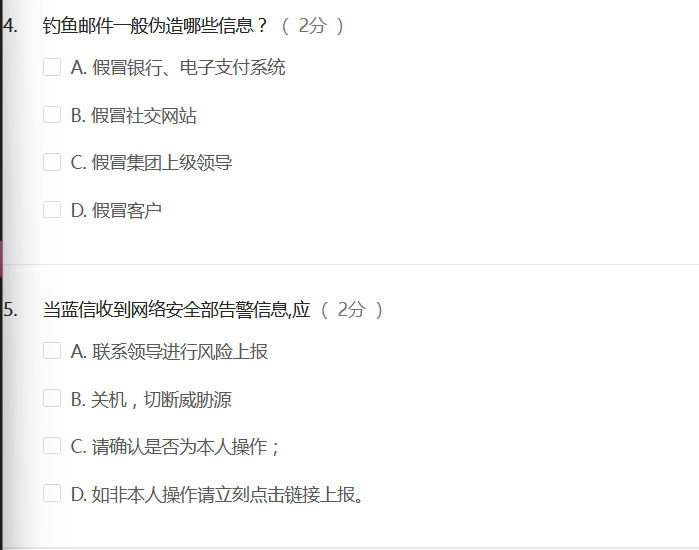 4. 钓鱼邮件一般伪造哪些信息？（ 2分 ）
A. 假冒银行、电子支付系统
B. 假冒社交网站
C. 假冒集团上级领导
D. 假冒客户
5. 当蓝信收到网络安全部告警信息,应（ 2分 ）
A. 联系领导进行风险上报
B. 关机，切断威胁源
C. 请确认是否为本人操作；
D. 如非本人操作请立刻点击链接上报。